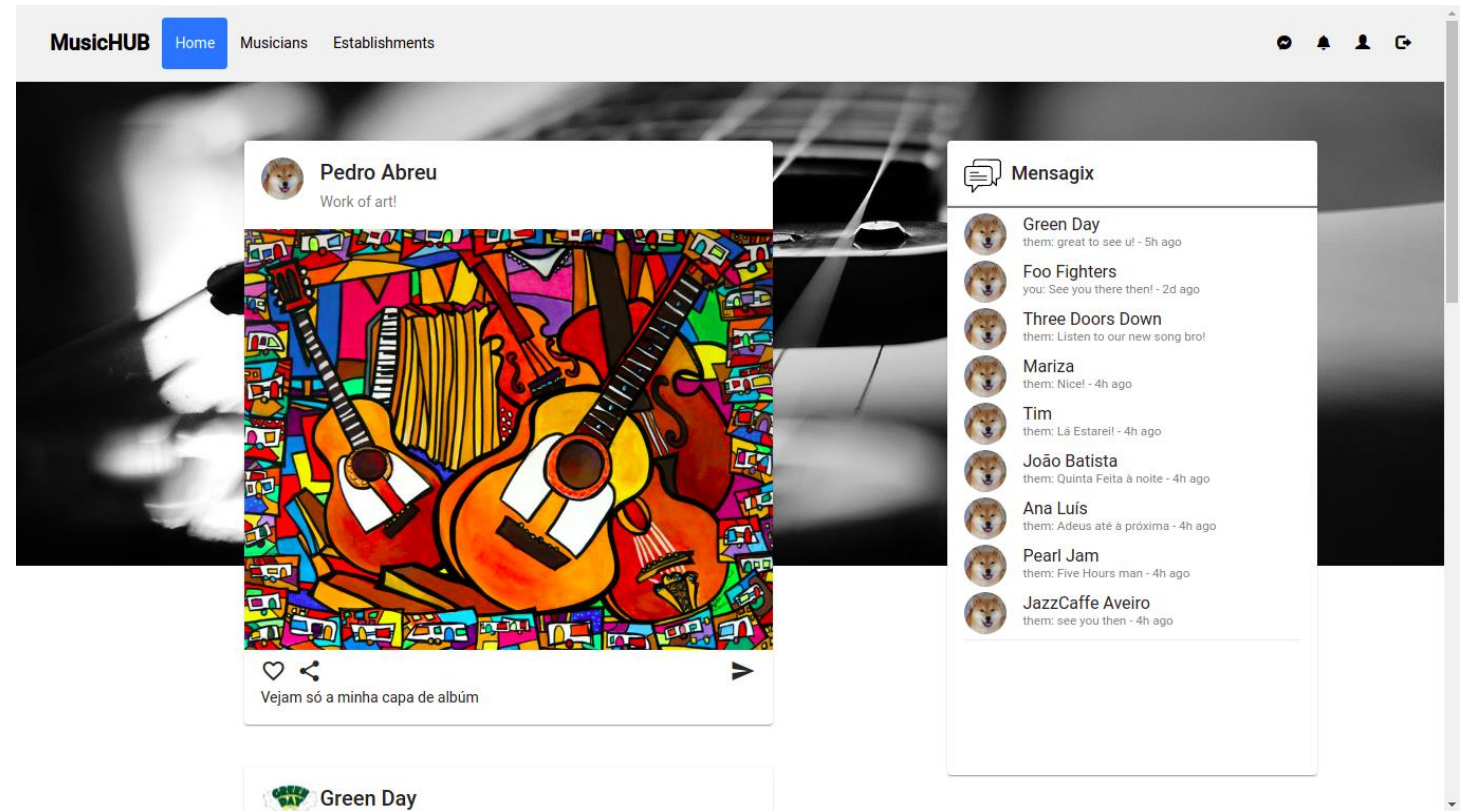 MusicHUB Home Musicians Establishments
Pedro Abreu
Work of art!
Vejam só a minha capa de albúm
GREEN DAY Green Day
Mensagix
Green Day
them: great to see u! - 5h ago
Foo Fighters
you: See you there then! - 2d ago
Three Doors Down
them: Listen to our new song bro!
Mariza
them: Nice! - 4h ago
Tim
them: Lá Estarei! - 4h ago
João Batista
them: Quinta Feita à noite - 4h ago
Ana Luís
them: Adeus até à próxima - 4h ago
Pearl Jam
them: Five Hours man - 4h ago
JazzCaffe Aveiro
them: see you then - 4h ago